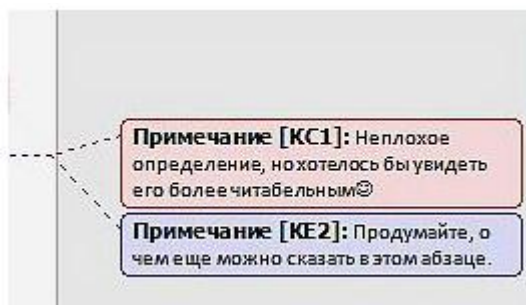 Примечание [КС1]: Неплохое
определение, но хотелось бы увидеть
его более читабельным☺
Примечание [КЕ2]: Продумайте, о
чем еще можно сказать в этом абзаце.